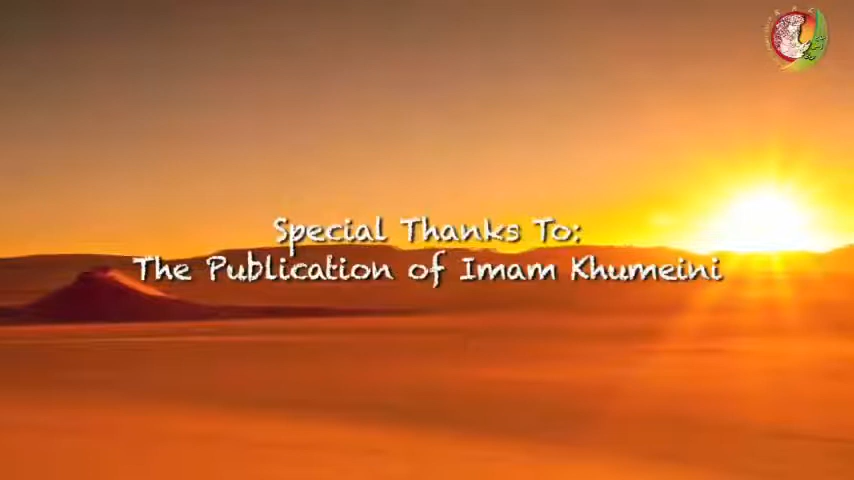 Special Thanks To:
The Publication of Imam Khumeini